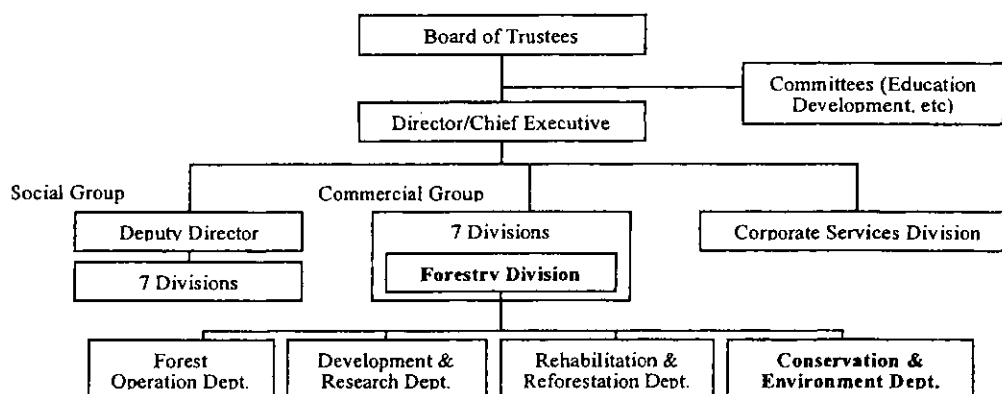 Board of Trustees
Committees (Education
Development, etc)
Director/Chief Executive
Social Group
Commercial Group
Deputy Director
7 Divisions
7 Divisions
Forestry Division
Corporate Services Division
Forest
Operation Dept.
Development &
Research Dept.
Rehabilitation &
Reforestation Dept.
Conservation &
Environment Dept.